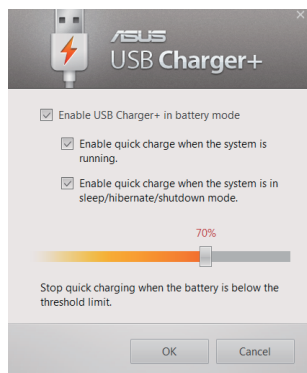 ASUS
USB Charger+
Enable USB Charger+ in battery mode
Enable quick charge when the system is
running.
Enable quick charge when the system is in
sleep/hibernate/shutdown mode.
70%
Stop quick charging when the battery is below the
threshold limit.
OK
Cancel